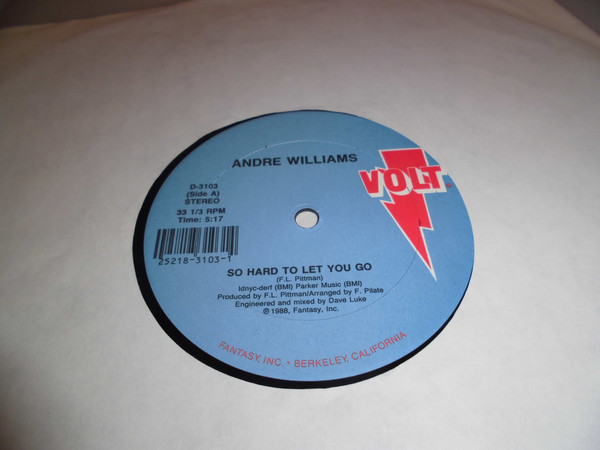 ANDRE WILLIAMS
VOLT®
D-3103
(Side A)
STEREO
33 1/3 RPM
Time: 5:17
25218-3103-1
SO HARD TO LET YOU GO
(F.L. Pittman)
Idnyc-derf (BMI) Parker Music (BMI)
Produced by F.L. Pittman/Arranged by F. Pilate
Engineered and mixed by Dave Luke
℗ 1988, Fantasy, Inc.
FANTASY, INC. • BERKELEY, CALIFORNIA